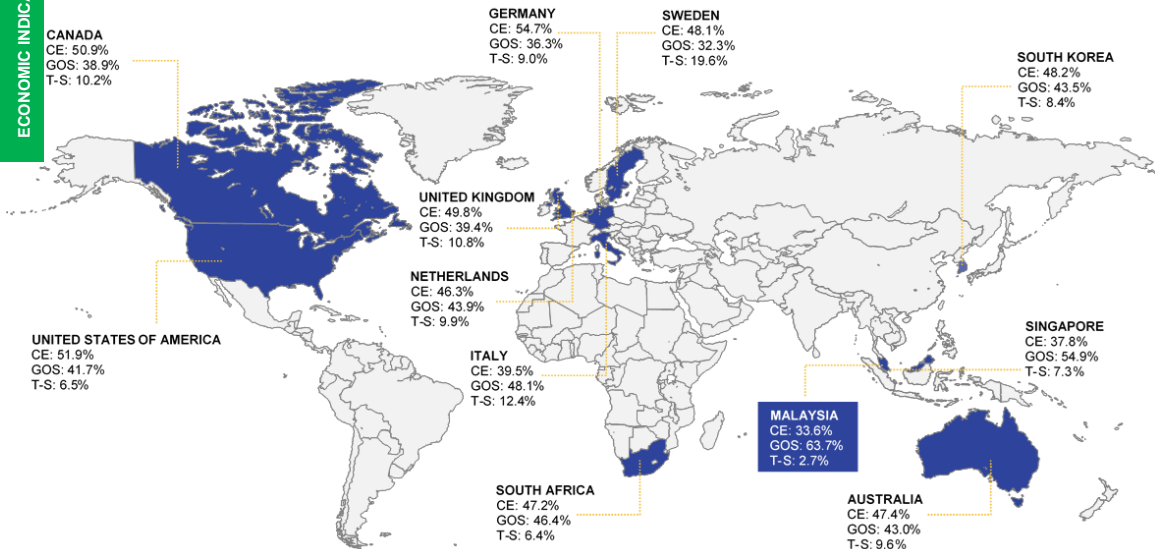 ECONOMIC
CANADA
CE: 50.9%
GOS: 38.9%
T-S: 10.2%
GERMANY
CE: 54.7%
GOS: 36.3%
T-S: 9.0%
SWEDEN
CE: 48.1%
GOS: 32.3%
T-S: 19.6%
SOUTH KOREA
CE: 48.2%
GOS: 43.5%
T-S: 8.4%
UNITED KINGDOM
CE: 49.8%
GOS: 39.4%
T-S: 10.8%
NETHERLANDS
CE: 46.3%
GOS: 43.9%
T-S: 9.9%
UNITED STATES OF AMERICA
CE: 51.9%
GOS: 41.7%
T-S: 6.5%
ITALY
CE: 39.5%
GOS: 48.1%
T-S: 12.4%
SINGAPORE
CE: 37.8%
GOS: 54.9%
T-S: 7.3%
MALAYSIA
CE: 33.6%
GOS: 63.7%
T-S: 2.7%
SOUTH AFRICA
CE: 47.2%
GOS: 46.4%
T-S: 6.4%
AUSTRALIA
CE: 47.4%
GOS: 43.0%
T-S: 9.6%